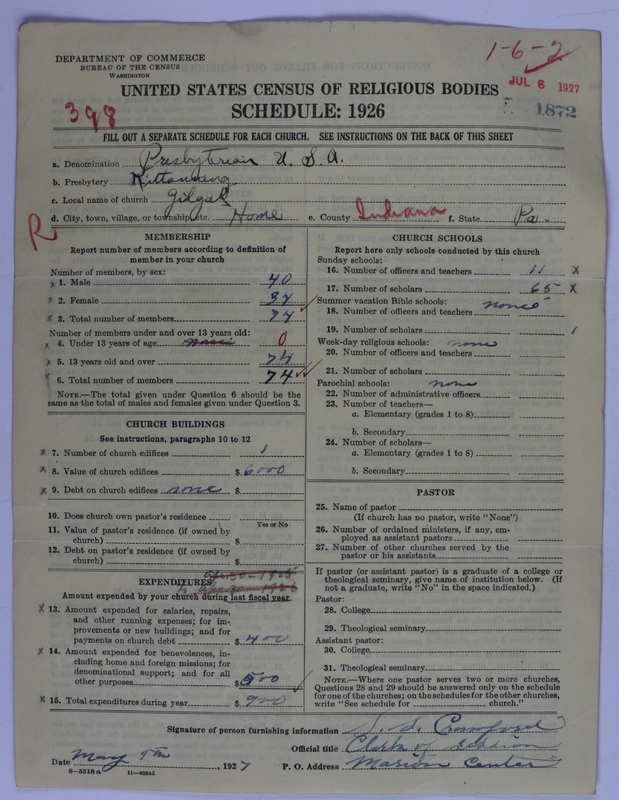 1-6-2
DEPARTMENT OF COMMERCE
BUREAU OF THE CENSUS
WASHINGTON
JUL 6 1927
UNITED STATES CENSUS OF RELIGIOUS BODIES
398
SCHEDULE: 1926
1872
FILL OUT A SEPARATE SCHEDULE FOR EACH CHURCH. SEE INSTRUCTIONS ON THE BACK OF THIS SHEET
a. Denomination Presbyterian U. S. A.
b. Presbytery Kittanning
c. Local name of church Gilgal
d. City, town, village, or township, etc. Home e. County Indiana f. State Pa.
R
MEMBERSHIP
Report number of members according to definition of
member in your church
Number of members, by sex:
x 1. Male 40
x 2. Female 34
x 3. Total number of members 74
Number of members under and over 13 years old:
x 4. Under 13 years of age none 0
x 5. 13 years old and over 74
x 6. Total number of members 74
NOTE.—The total given under Question 6 should be
same as the total of males and females given under Question 3.
CHURCH BUILDINGS
See instructions, paragraphs 10 to 12
x 7. Number of church edifices 1
x 8. Value of church edifices $ 6000
x 9. Debt on church edifices none $
10. Does church own pastor's residence
Yes or No
11. Value of pastor's residence (if owned by
church) $
12. Debt on pastor's residence (if owned by
church) $
EXPENDITURES
Amount expended by your church during last fiscal year
x 13. Amount expended for salaries, repairs,
and other running expenses; for im-
provements or new buildings; and for
payments on church debt $ 400
x 14. Amount expended for benevolences, in-
cluding home and foreign missions; for
denominational support; and for all
other purposes $ 500
x 15. Total expenditures during year $ 900
CHURCH SCHOOLS
Report here only schools conducted by this church
Sunday schools:
16. Number of officers and teachers 11 x
17. Number of scholars 65 x
Summer vacation Bible schools: none
18. Number of officers and teachers
19. Number of scholars
Week-day religious schools: none
20. Number of officers and teachers
21. Number of scholars
Parochial schools: none
22. Number of administrative officers
23. Number of teachers—
a. Elementary (grades 1 to 8)
b. Secondary
24. Number of scholars—
a. Elementary (grades 1 to 8)
b. Secondary
PASTOR
25. Name of pastor
(If church has no pastor, write "None")
26. Number of ordained ministers, if any, em-
ployed as assistant pastors
27. Number of other churches served by the
pastor or his assistants
If pastor (or assistant pastor) is a graduate of a college or
theological seminary, give name of institution below. (If
not a graduate, write "No" in the space indicated.)
Pastor:
28. College
29. Theological seminary
Assistant pastor:
30. College
31. Theological seminary
NOTE.—Where one pastor serves two or more churches,
Questions 28 and 29 should be answered only on the schedule
for one of the churches; on the schedules for the other churches,
write "See schedule for church."
Signature of person furnishing information Crawford
Official title Clerk of Session
Date May 9th, 1927 P. O. Address Marion Center
8-5518 a 11-90544